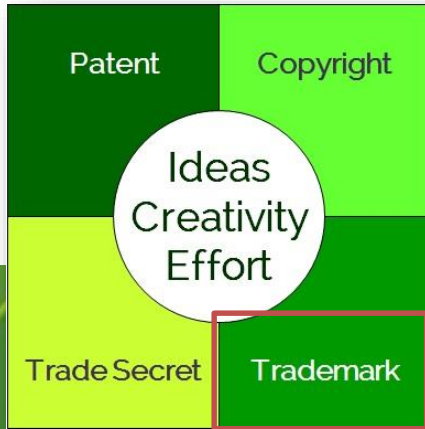 Patent
Copyright
Ideas
Creativity
Effort
Trade Secret
Trademark